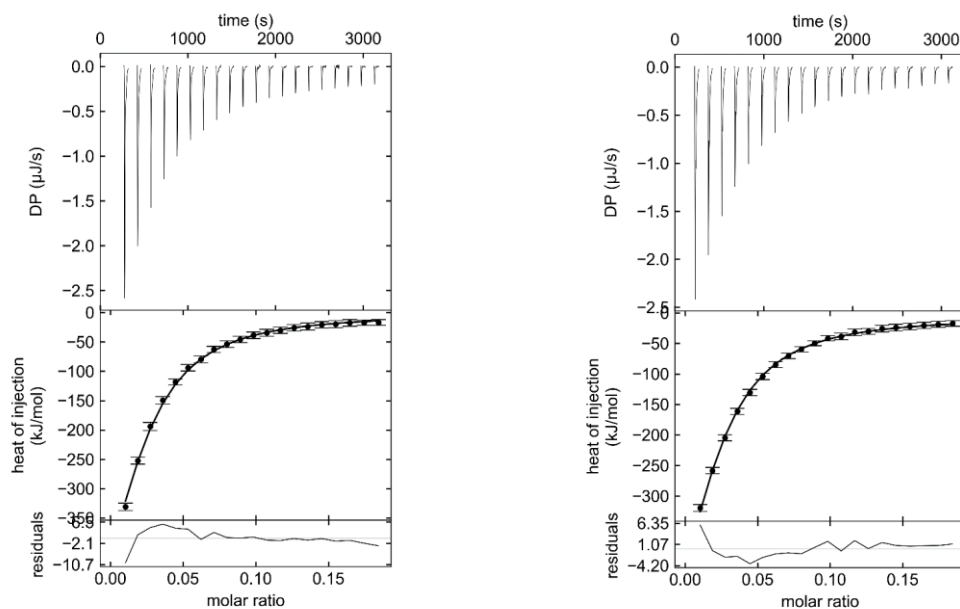 time (s)
0 1000 2000 3000
0.0
−0.5
−1.0
−1.5
−2.0
−2.5
DP (µJ/s)
0
−50
−100
−150
−200
−250
−300
−350
heat of injection
(kJ/mol)
6.5
−2.1
−10.7
residuals
0.00 0.05 0.10 0.15
molar ratio
time (s)
0 1000 2000 3000
0.0
−0.5
−1.0
−1.5
−2.0
−2.5
DP (µJ/s)
0
−50
−100
−150
−200
−250
−300
heat of injection
(kJ/mol)
6.35
1.07
−4.20
residuals
0.00 0.05 0.10 0.15
molar ratio